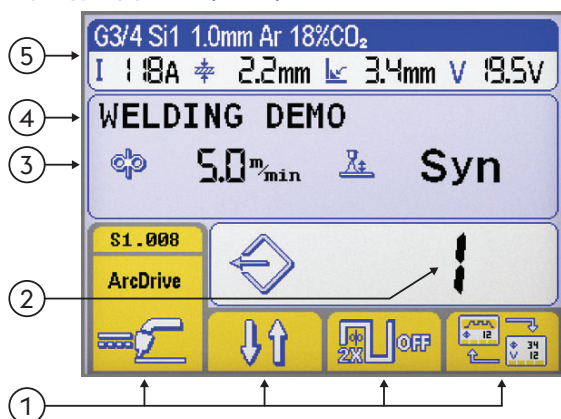 G3/4 Si1 1.0mm Ar 18%CO₂
I 118A 2.2mm 3.4mm V 19.5V
WELDING DEMO
5.0 m/min Syn
S1.008
ArcDrive
1
2X OFF
12
34
V 12
5
4
3
2
1